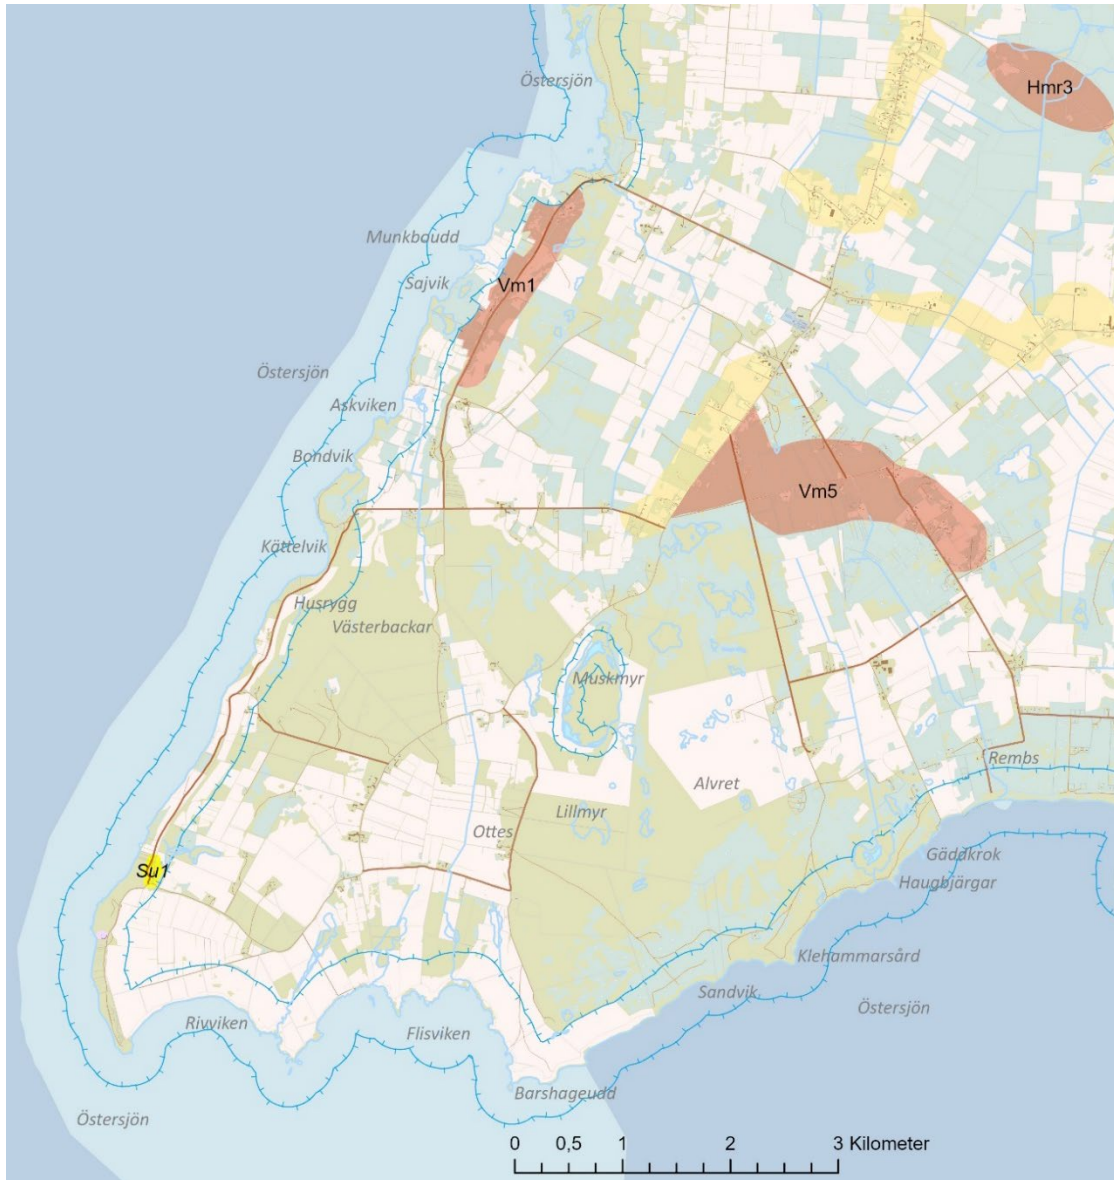 Östersjön
Hmr3
Munkbaudd
Sajvik
Vm1
Östersjön
Askviken
Bondvik
Vm5
Kättelvik
Husrygg
Västerbackar
Muskmyr
Alvret
Rembs
Lillmyr
Ottes
Gäddkrok
Su1
Haugbjärgar
Klehammarsård
Sandvik
Östersjön
Rivviken
Flisviken
Barshageudd
Östersjön
0 0,5 1 2 3 Kilometer